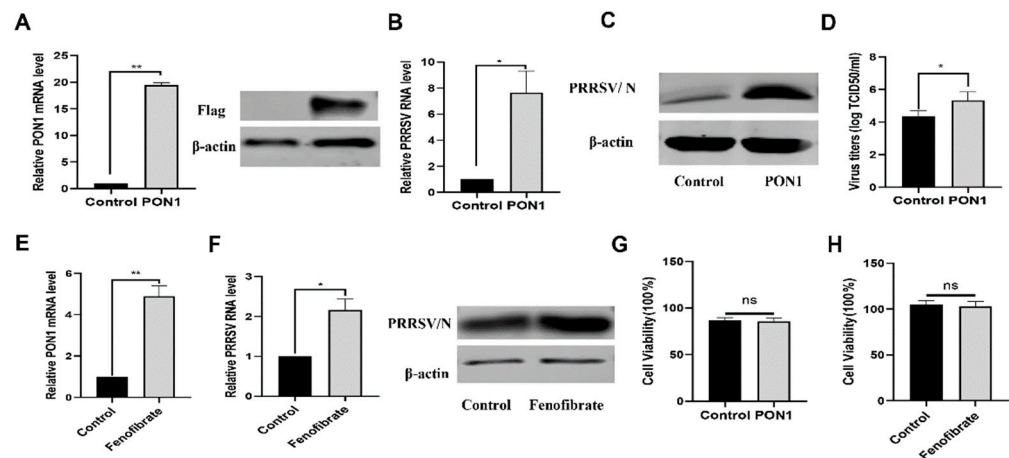 A
Relative PON1 mRNA level
25
20
15
10
5
0
**
Control PON1
Flag
β-actin
B
Relative PRRSV RNA level
10
8
6
4
2
0
*
Control PON1
C
PRRSV/ N
β-actin
Control PON1
D
Virus titers (log TCID50/ml)
8
6
4
2
0
*
Control PON1
E
Relative PON1 mRNA level
6
4
2
0
**
Control
Fenofibrate
F
Relative PRRSV RNA level
3
2
1
0
*
Control
Fenofibrate
PRRSV/N
β-actin
Control Fenofibrate
G
Cell Viability (100%)
150
100
50
0
ns
Control PON1
H
Cell Viability (100%)
150
100
50
0
ns
Control
Fenofibrate